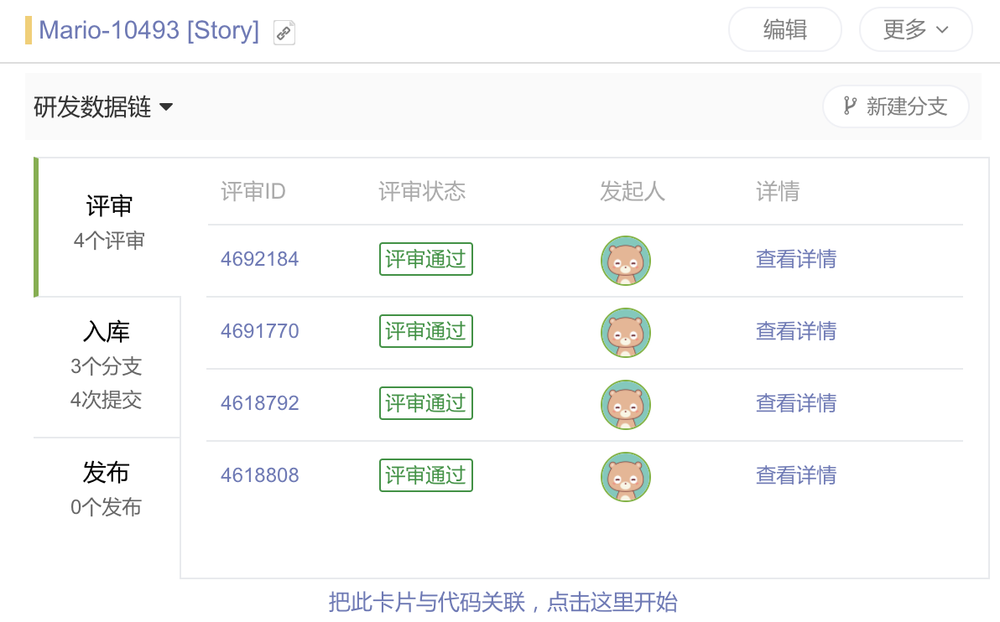 Mario-10493 [Story]
编辑
更多
研发数据链
新建分支
评审
4个评审
入库
3个分支
4次提交
发布
0个发布
评审ID 评审状态 发起人 详情
4692184 评审通过 查看详情
4691770 评审通过 查看详情
4618792 评审通过 查看详情
4618808 评审通过 查看详情
把此卡片与代码关联，点击这里开始